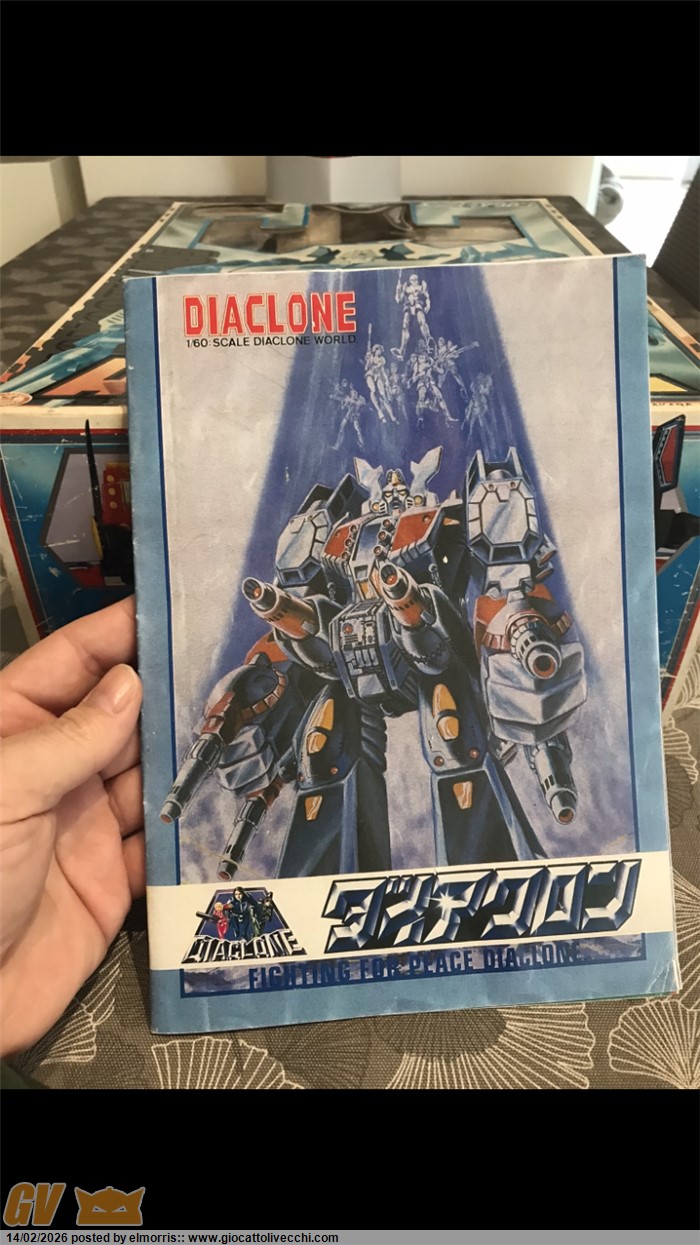 DIACLONE
1/60:SCALE DIACLONE WORLD.
DIACLONE
ダイアクロン
FIGHTING FOR PEACE DIACLONE
GV
14/02/2026 posted by elmorris:: www.giocattolivecchi.com